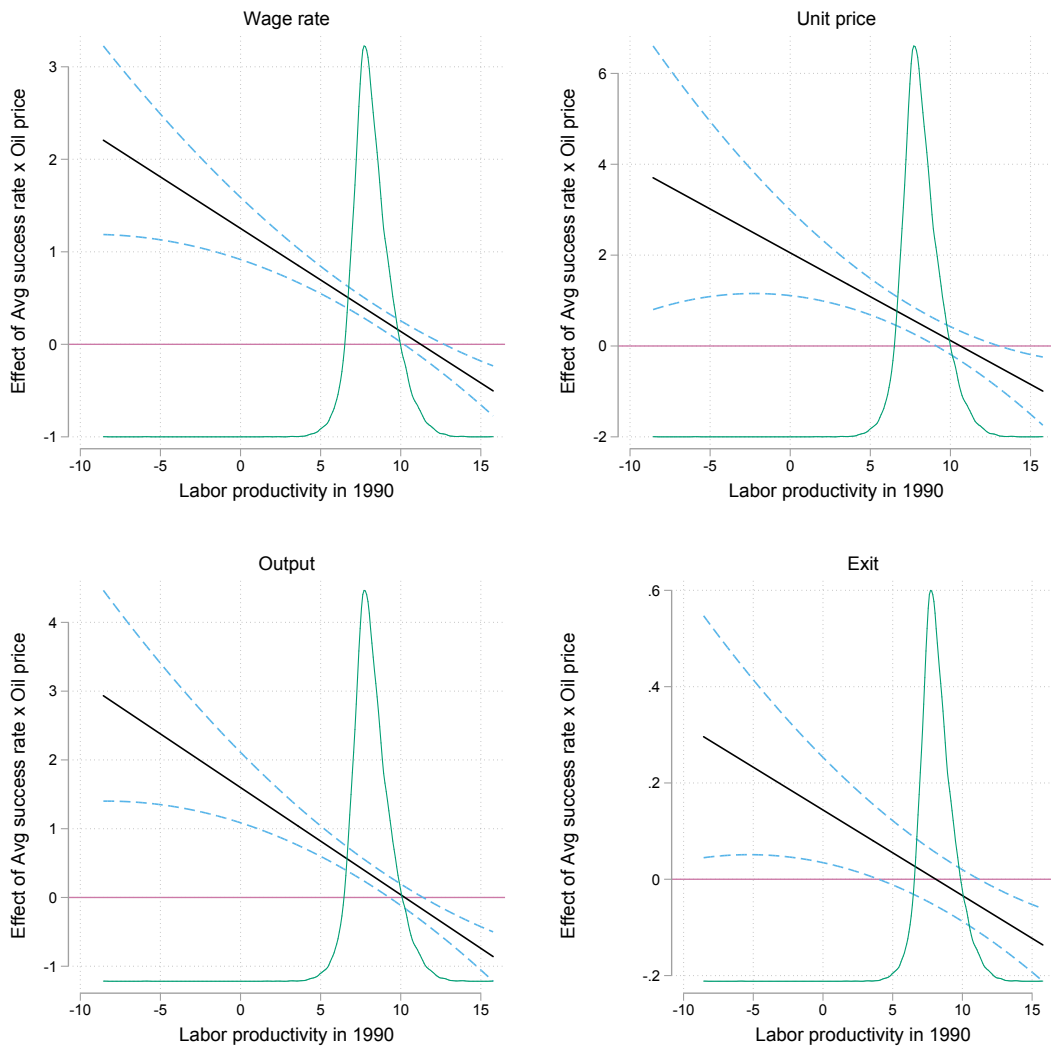 Wage rate
Effect of Avg success rate x Oil price
3
2
1
0
-1
-10 -5 0 5 10 15
Labor productivity in 1990
Unit price
Effect of Avg success rate x Oil price
6
4
2
0
-2
-10 -5 0 5 10 15
Labor productivity in 1990
Output
Effect of Avg success rate x Oil price
4
3
2
1
0
-1
-10 -5 0 5 10 15
Labor productivity in 1990
Exit
Effect of Avg success rate x Oil price
.6
.4
.2
0
-.2
-10 -5 0 5 10 15
Labor productivity in 1990